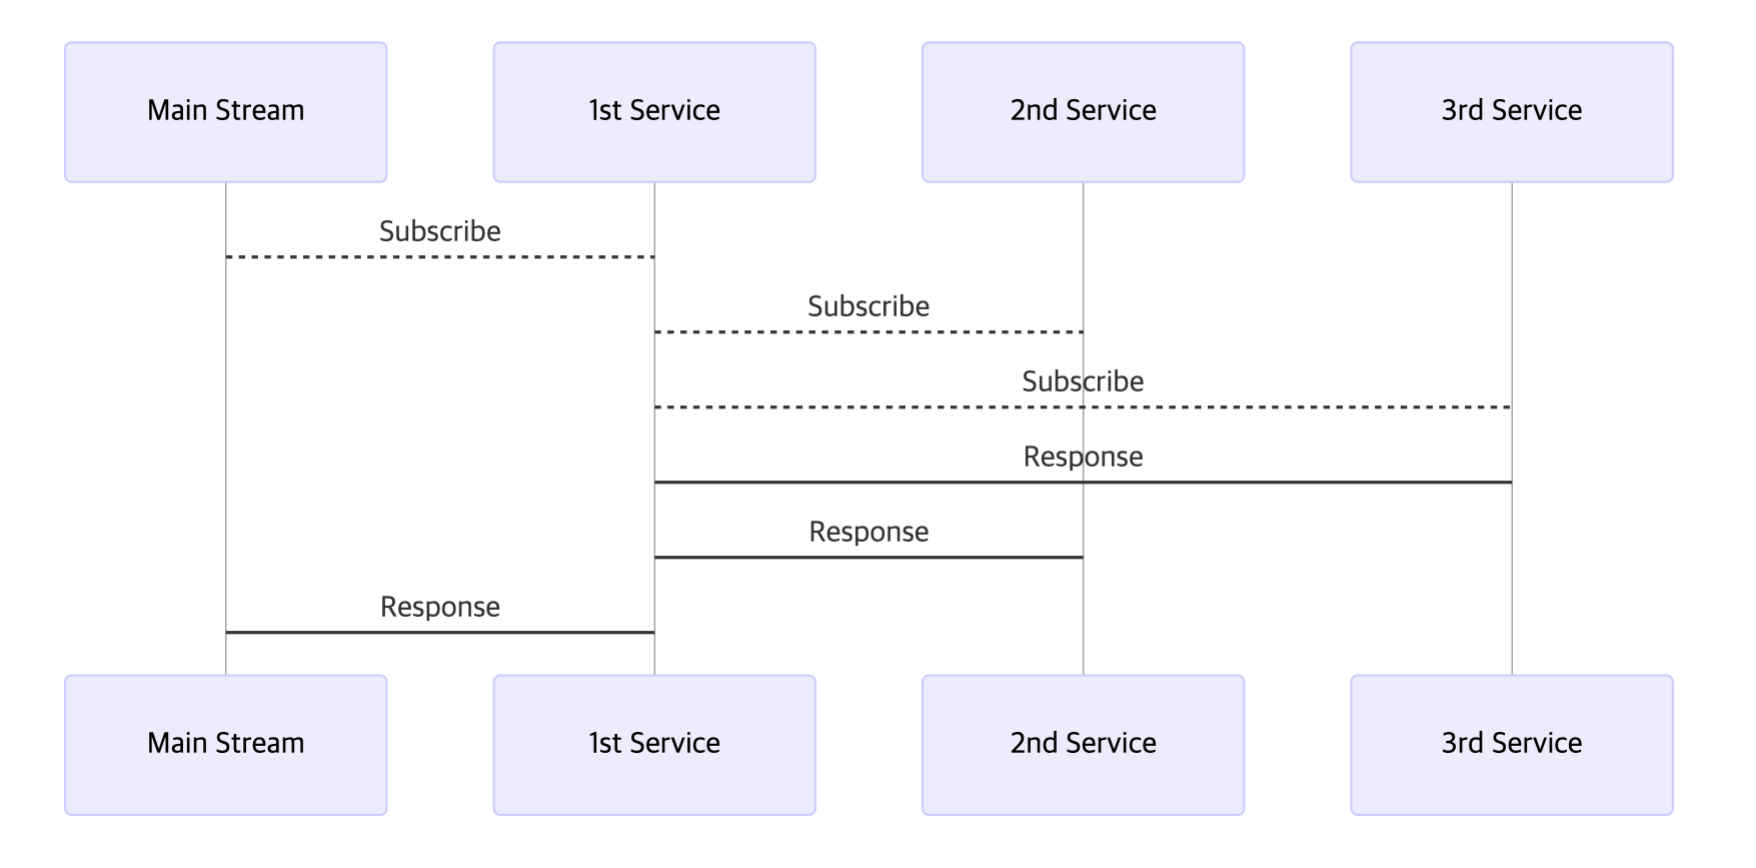 Main Stream
1st Service
2nd Service
3rd Service
Subscribe
Subscribe
Subscribe
Response
Response
Response
Main Stream
1st Service
2nd Service
3rd Service